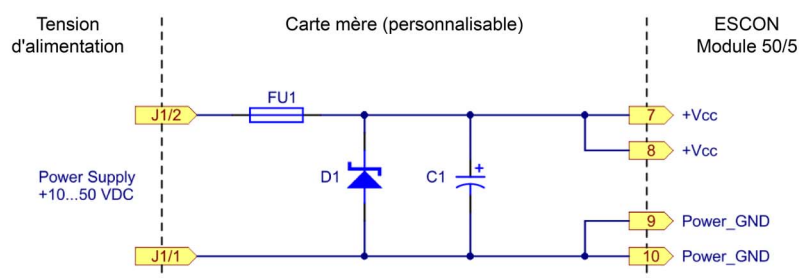 Tension
d'alimentation
Carte mère (personnalisable)
ESCON
Module 50/5
FU1
J1/2
7 +Vcc
8 +Vcc
Power Supply
+10...50 VDC
D1
C1
+
9 Power_GND
J1/1
10 Power_GND